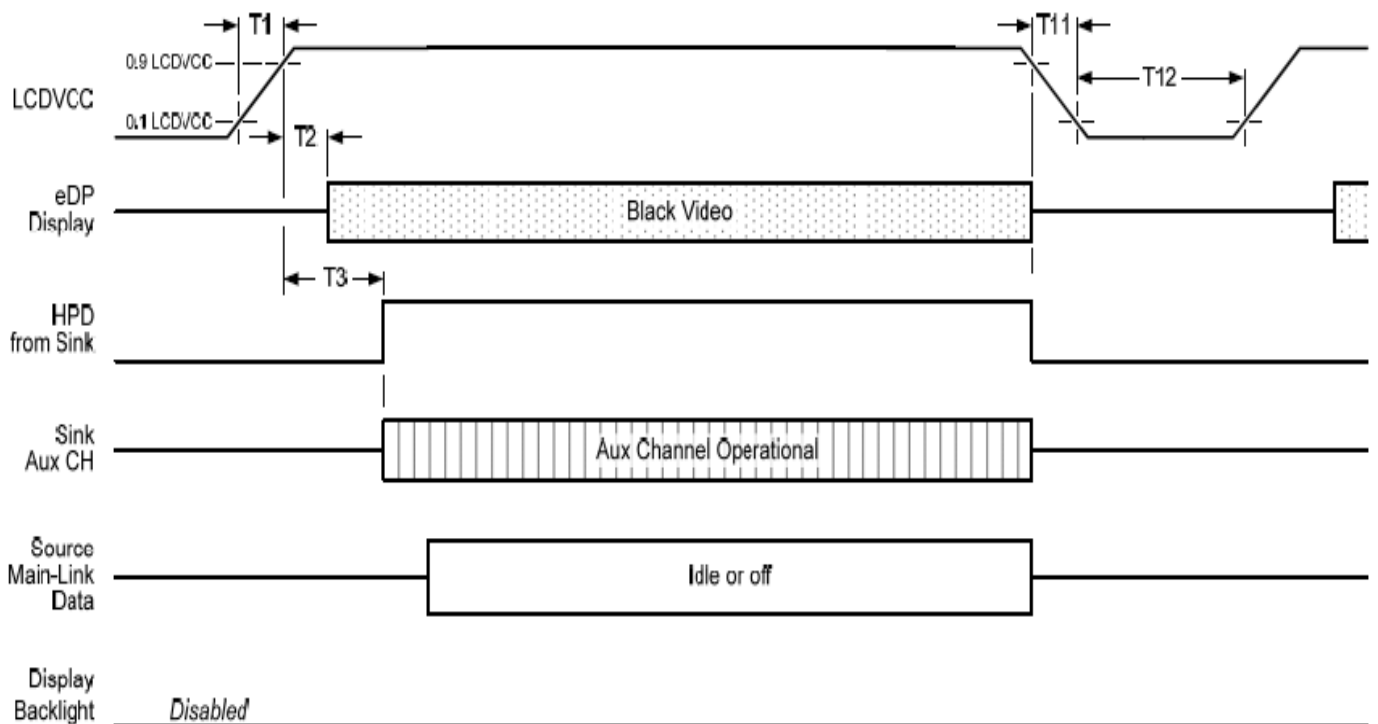 T1
T11
0.9 LCDVCC
T12
LCDVCC
0.1 LCDVCC
T2
eDP
Display
Black Video
T3
HPD
from Sink
Sink
Aux CH
Aux Channel Operational
Source
Main-Link
Data
Idle or off
Display
Backlight
Disabled